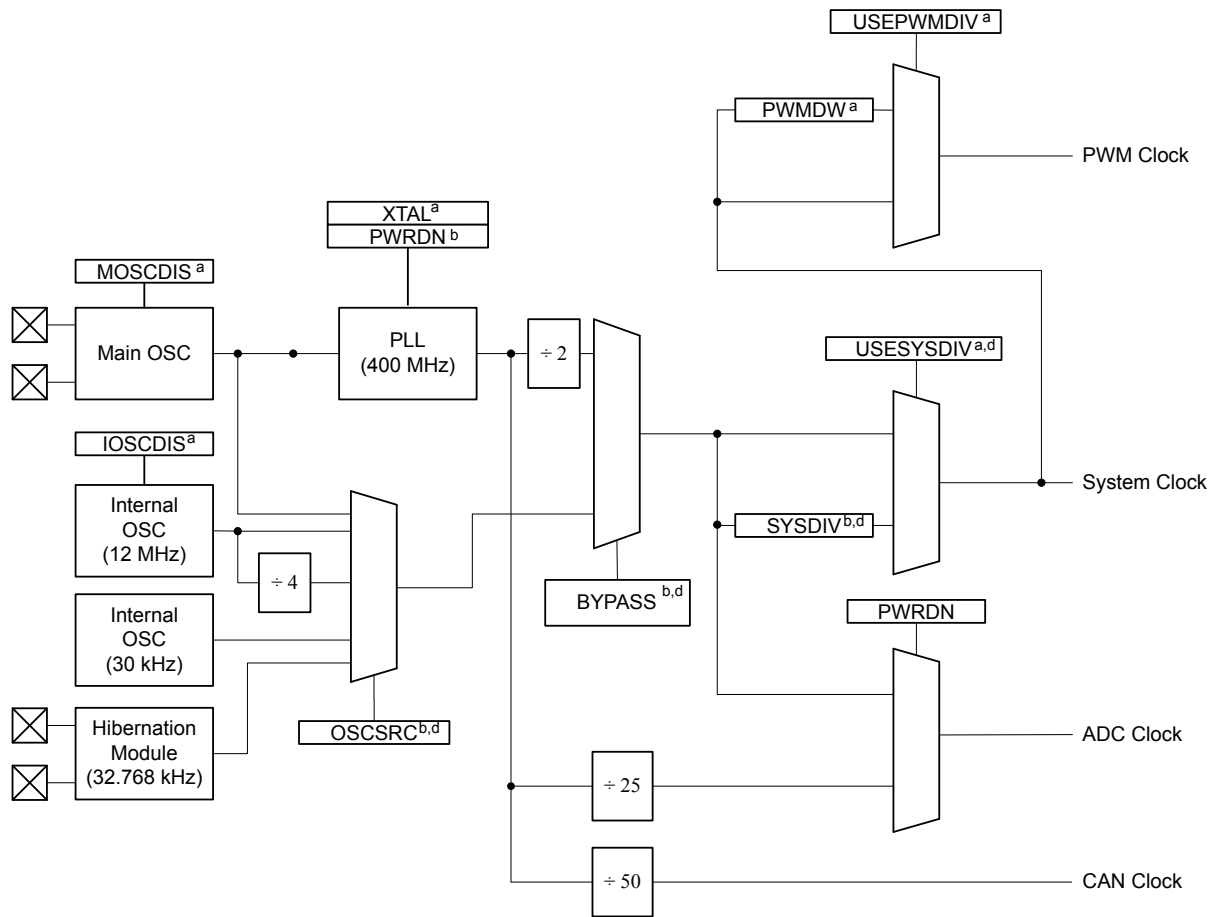 USEPWMDIV a
PWMDW a
PWM Clock
XTAL a
PWRDN b
MOSCDIS a
Main OSC
PLL
(400 MHz)
÷ 2
USESYSDIV a,d
IOSCDIS a
System Clock
Internal
OSC
(12 MHz)
SYSDIV b,d
÷ 4
BYPASS b,d
PWRDN
Internal
OSC
(30 kHz)
OSCSRC b,d
Hibernation
Module
(32.768 kHz)
ADC Clock
÷ 25
÷ 50
CAN Clock